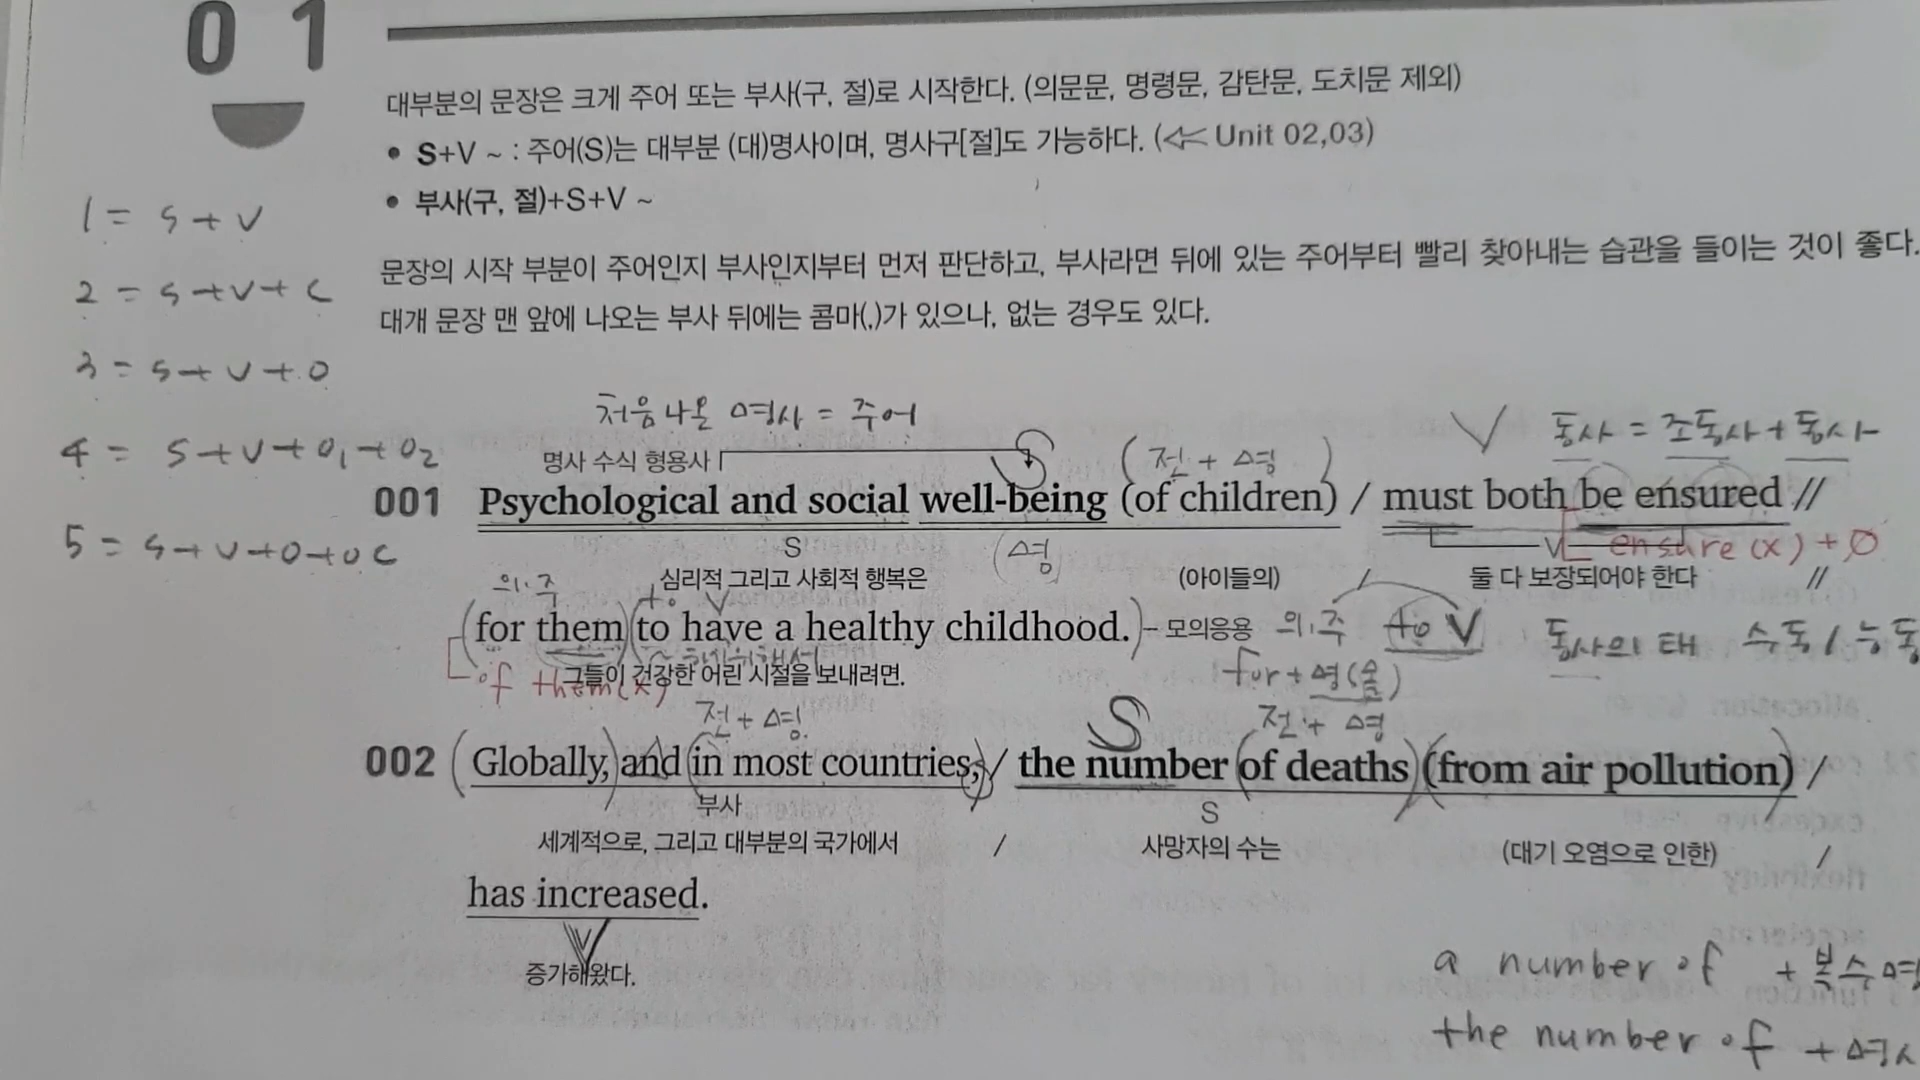 01
대부분의 문장은 크게 주어 또는 부사(구, 절)로 시작한다. (의문문, 명령문, 감탄문, 도치문 제외)
• S+V ~ : 주어(S)는 대부분 (대)명사이며, 명사구[절]도 가능하다. (≪ Unit 02,03)
• 부사(구, 절)+S+V ~
문장의 시작 부분이 주어인지 부사인지부터 먼저 판단하고, 부사라면 뒤에 있는 주어부터 빨리 찾아내는 습관을 들이는 것이 좋다.
대개 문장 맨 앞에 나오는 부사 뒤에는 콤마(,)가 있으나, 없는 경우도 있다.
1 = S+V
2 = S+V+C
3 = S+V+O
4 = S+V+O1+O2
5 = S+V+O+OC
처음 나온 명사 = 주어
V 동사 = 조동사 + 동사
명사 수식 형용사 S (전 + 명)
001 Psychological and social well-being (of children) / must both be ensured //
S (명) V ensure (x) + O
심리적 그리고 사회적 행복은 (아이들의) / 둘 다 보장되어야 한다 //
의.주 to V
(for them) (to have a healthy childhood.) - 모의응용 의.주 to V 동사의 태 수동/능동
~하기 위해서
그들이 건강한 어린 시절을 보내려면.
of them(x)
for + 명(을)
전 + 명 S 전 + 명
002 (Globally,) and (in most countries,) / the number (of deaths) (from air pollution) /
부사 S
세계적으로, 그리고 대부분의 국가에서 / 사망자의 수는 (대기 오염으로 인한) /
has increased.
V
증가해왔다.
a number of + 복수명
the number of + 명사